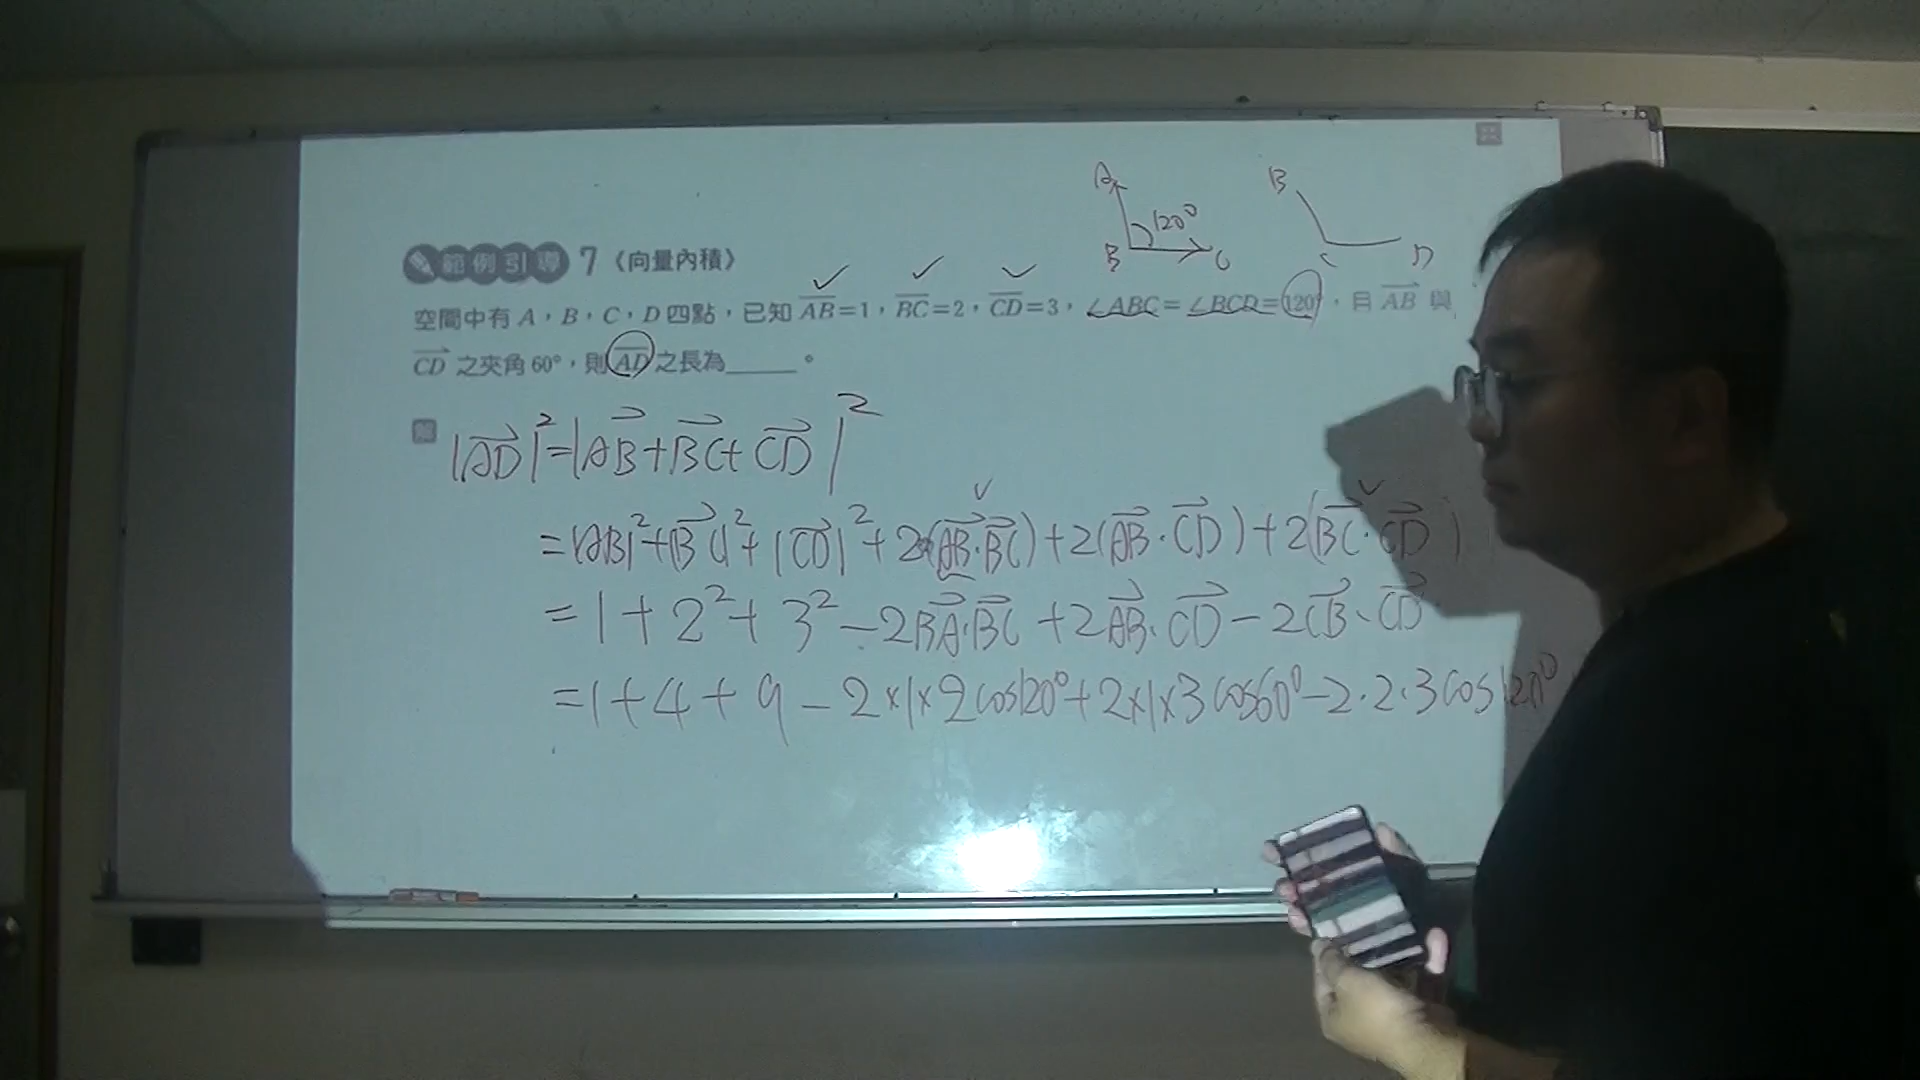 A 120° B C
B C D
範例引導 7《向量內積》
空間中有 A，B，C，D 四點，已知 AB=1，BC=2，CD=3，∠ABC=∠BCD=120°，且 AB 與
CD 之夾角 60°，則 AD 之長為_____。
解
|AD|²=|AB+BC+CD|²
=|AB|²+|BC|²+|CD|²+2(AB·BC)+2(AB·CD)+2(BC·CD)
=1+2²+3²-2BA·BC+2AB·CD-2CB·CD
=1+4+9-2×1×2cos120°+2×1×3cos60°-2·2·3cos120°